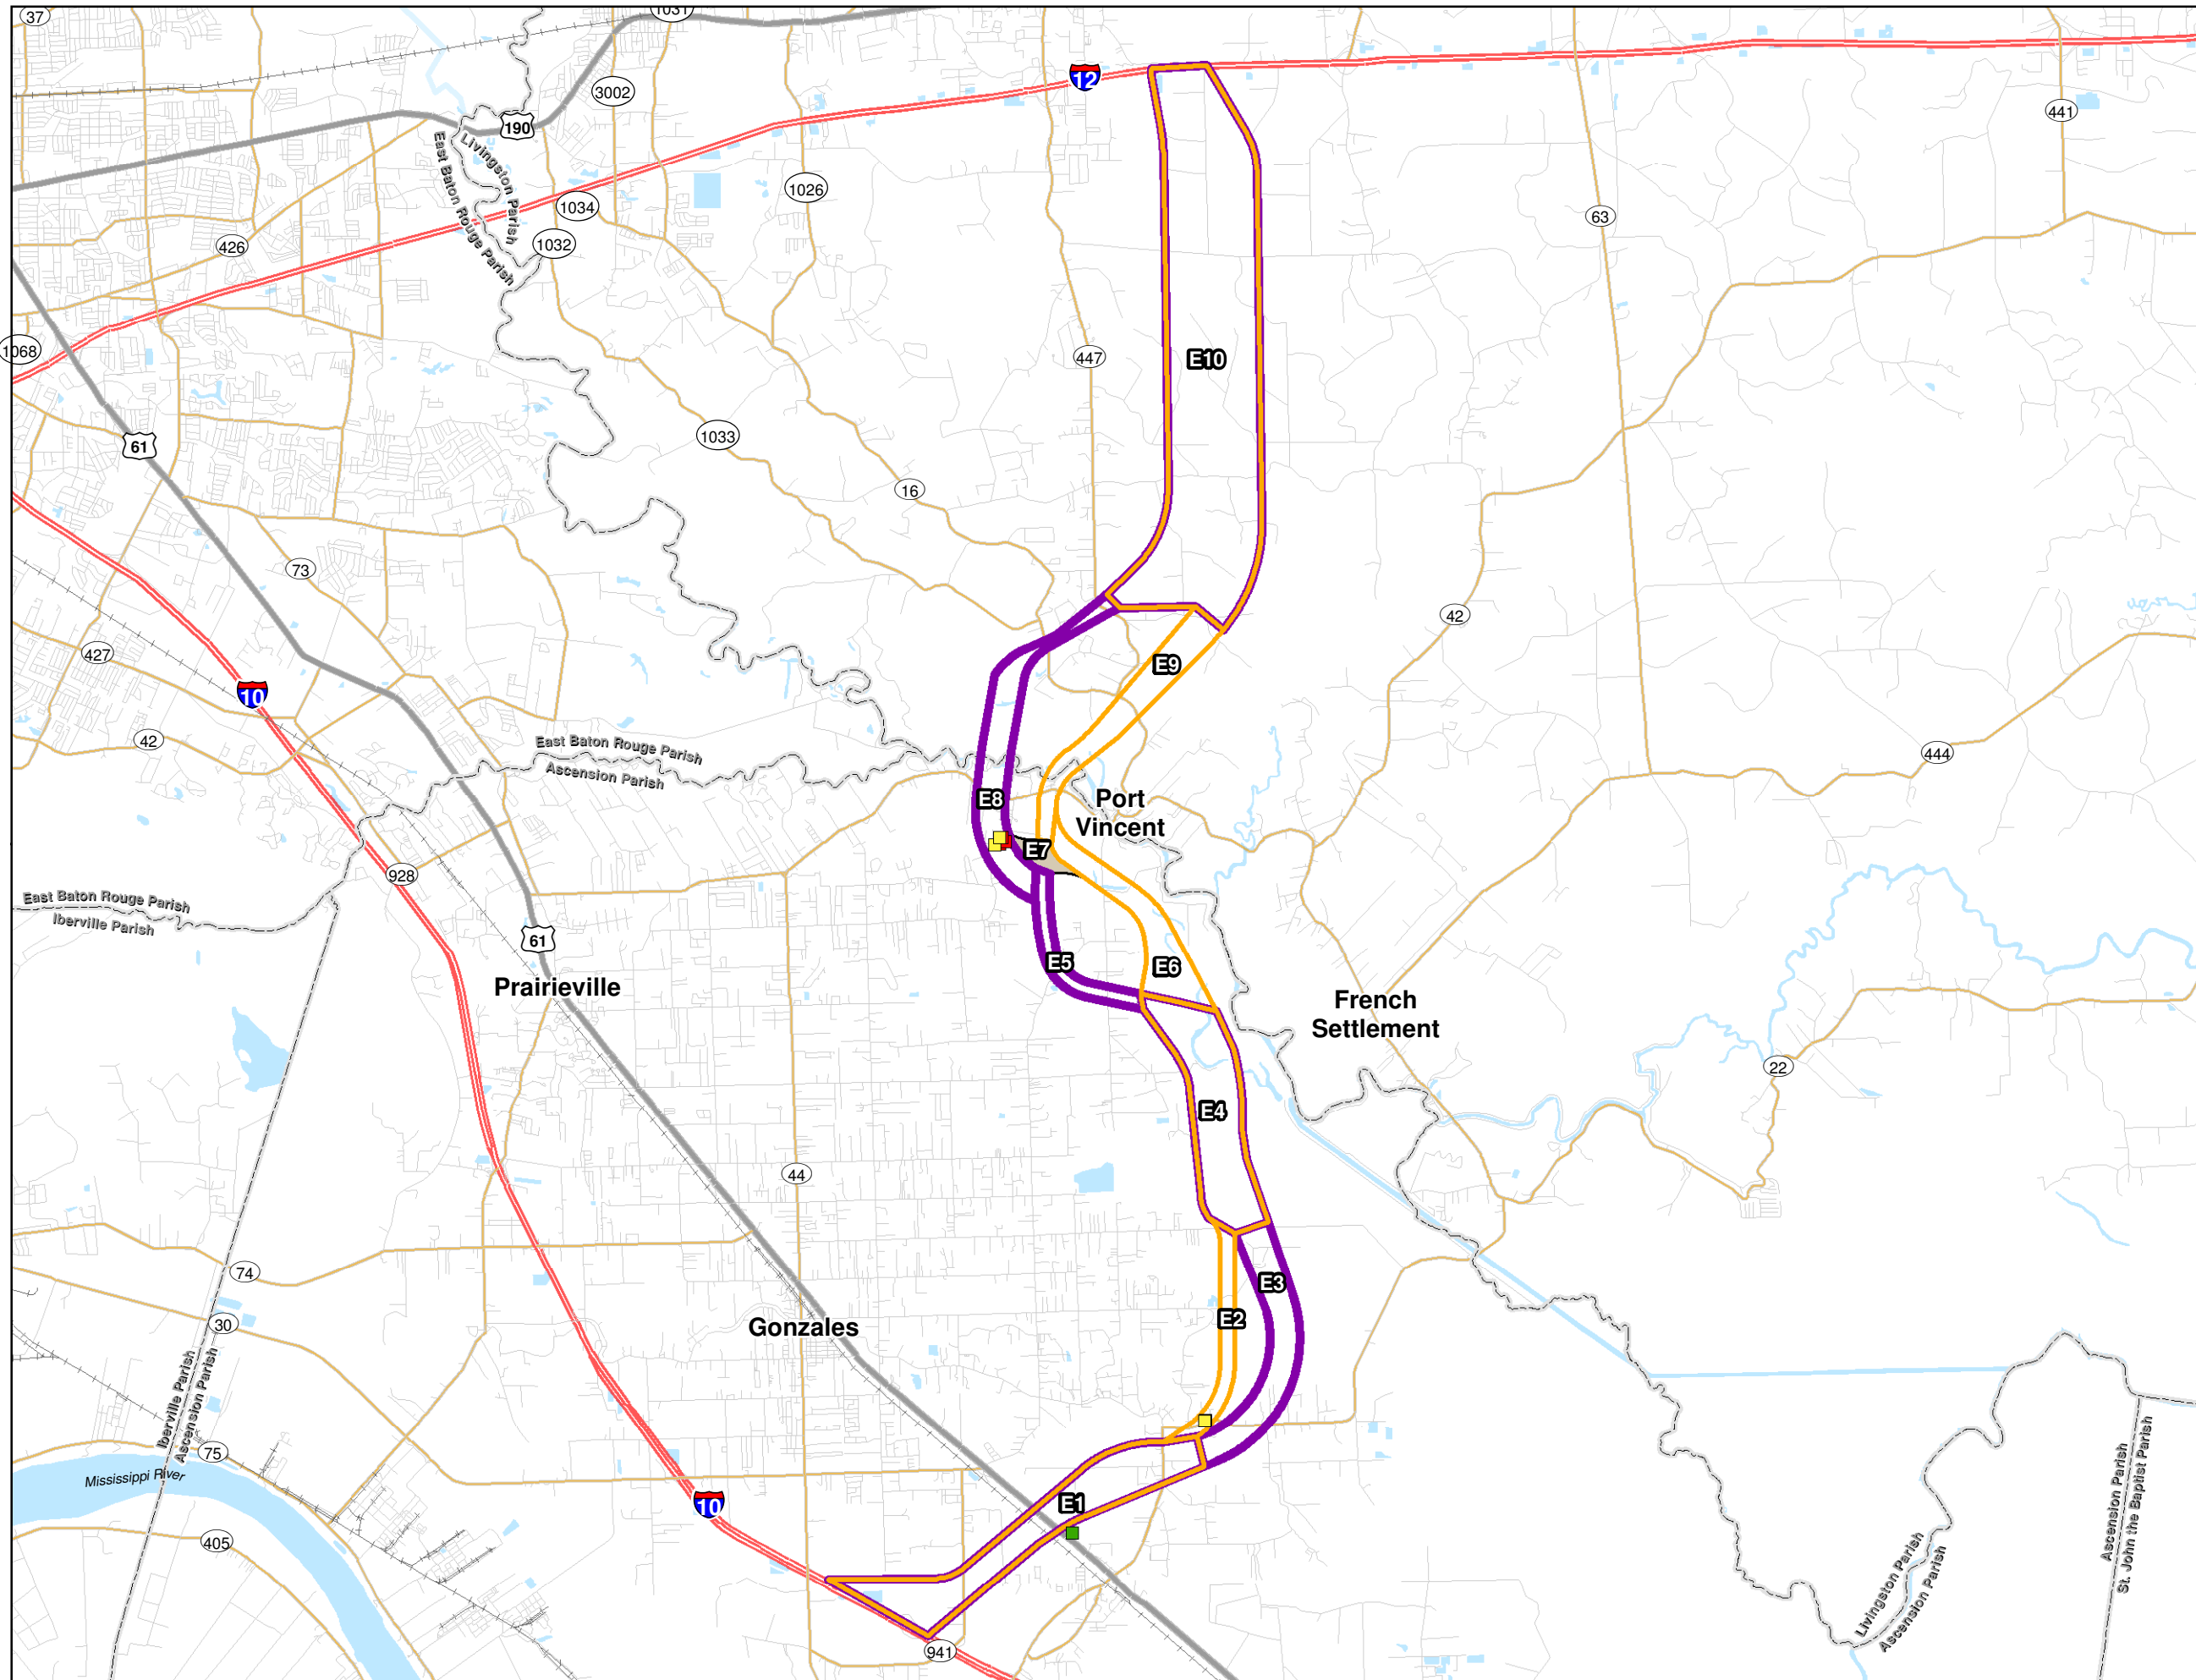 37
1031
12
3002
190
441
Livingston Parish
East Baton Rouge Parish
1026
1034
63
426
1032
1068
447
E10
61
1033
16
73
42
427
E9
10
42
East Baton Rouge Parish
Ascension Parish
444
E8
Port
Vincent
E7
928
East Baton Rouge Parish
Iberville Parish
61
E5
E6
Prairieville
French
Settlement
22
E4
44
74
E3
30
E2
Gonzales
Iberville Parish
Ascension Parish
75
Mississippi River
10
E1
405
941
Ascension Parish
St. John the Baptist Parish
Livingston Parish
Ascension Parish